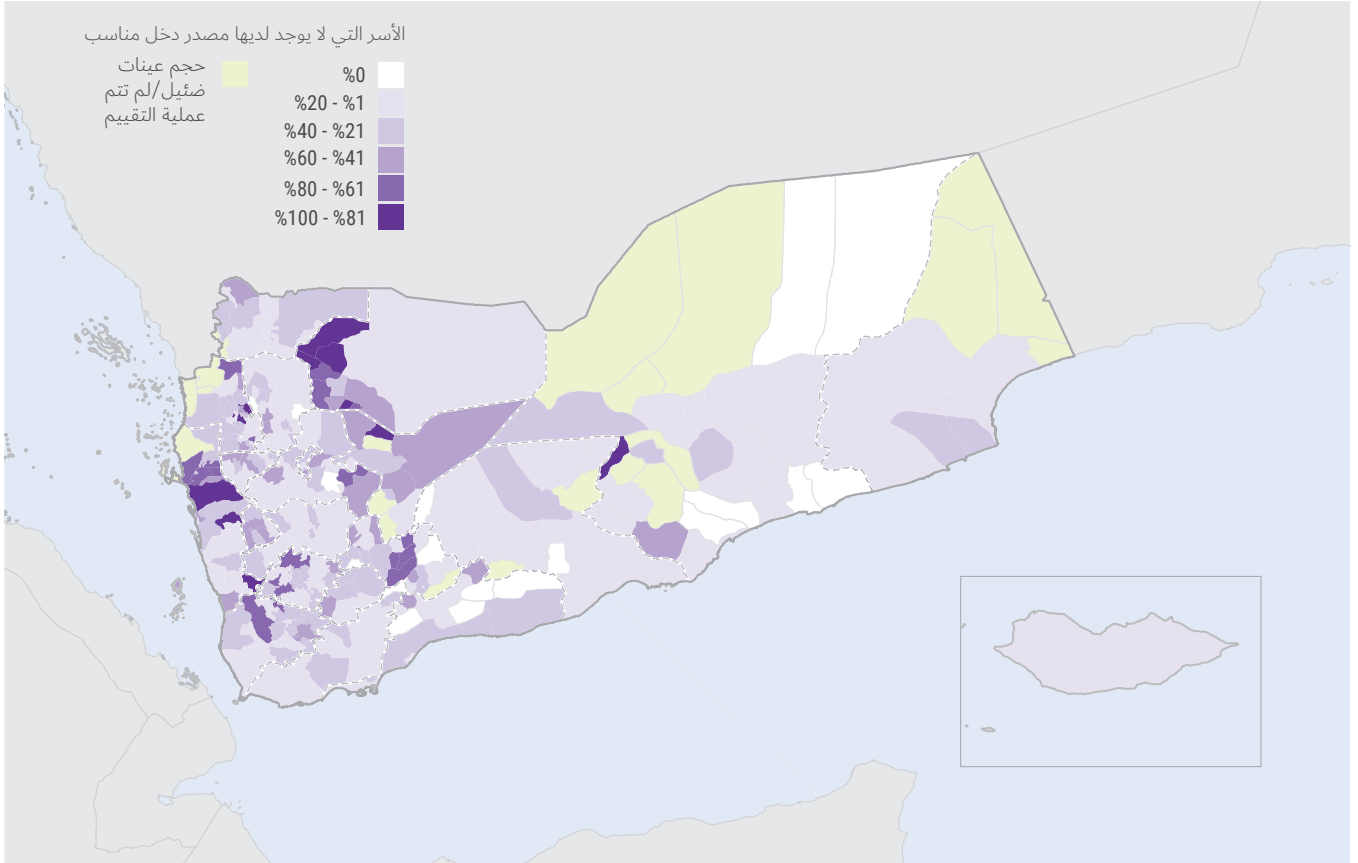 الأسر التي لا يوجد لديها مصدر دخل مناسب
%0
%20 - %1
%40 - %21
%60 - %41
%80 - %61
%100 - %81
حجم عينات
ضئيل/لم تتم
عملية التقييم